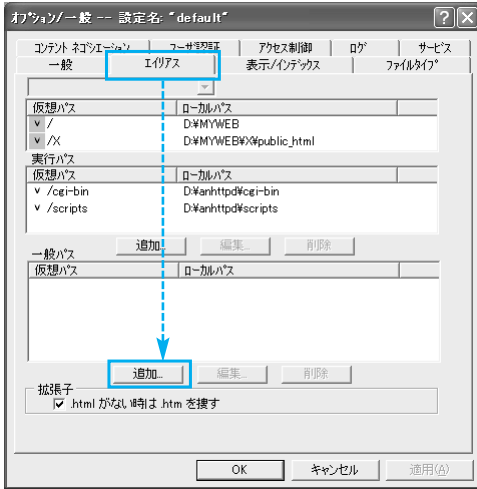 オプション/一般 -- 設定名: "default"
コンテント ネゴシエーション ユーザ認証 アクセス制御 ログ サービス
一般 エイリアス 表示/インデックス ファイルタイプ
仮想パス ローカルパス
/ D:¥MYWEB
/X D:¥MYWEB¥X¥public_html
実行パス
仮想パス ローカルパス
/cgi-bin D:¥anhttpd¥cgi-bin
/scripts D:¥anhttpd¥scripts
追加... 編集... 削除
一般パス
仮想パス ローカルパス
追加... 編集... 削除
拡張子
.html がない時は .htm を捜す
OK キャンセル 適用(A)